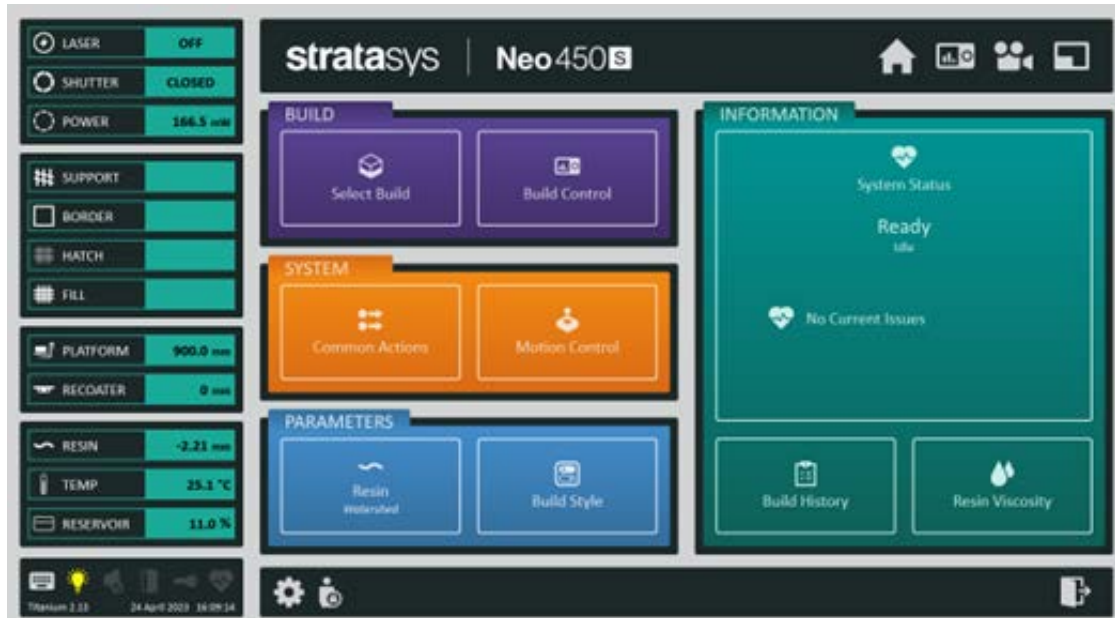 LASER OFF
SHUTTER CLOSED
POWER 166.5 mW
SUPPORT
BORDER
HATCH
FILL
PLATFORM 900.0 mm
RECOATER 0 mm
RESIN -2.21 mm
TEMP 25.1 °C
RESERVOIR 11.0 %
Titanium 2.13 24 April 2023 16:09:14
stratasys Neo450S
BUILD
Select Build Build Control
SYSTEM
Common Actions Motion Control
PARAMETERS
Resin
Watershed
Build Style
INFORMATION
System Status
Ready
Idle
No Current Issues
Build History Resin Viscosity